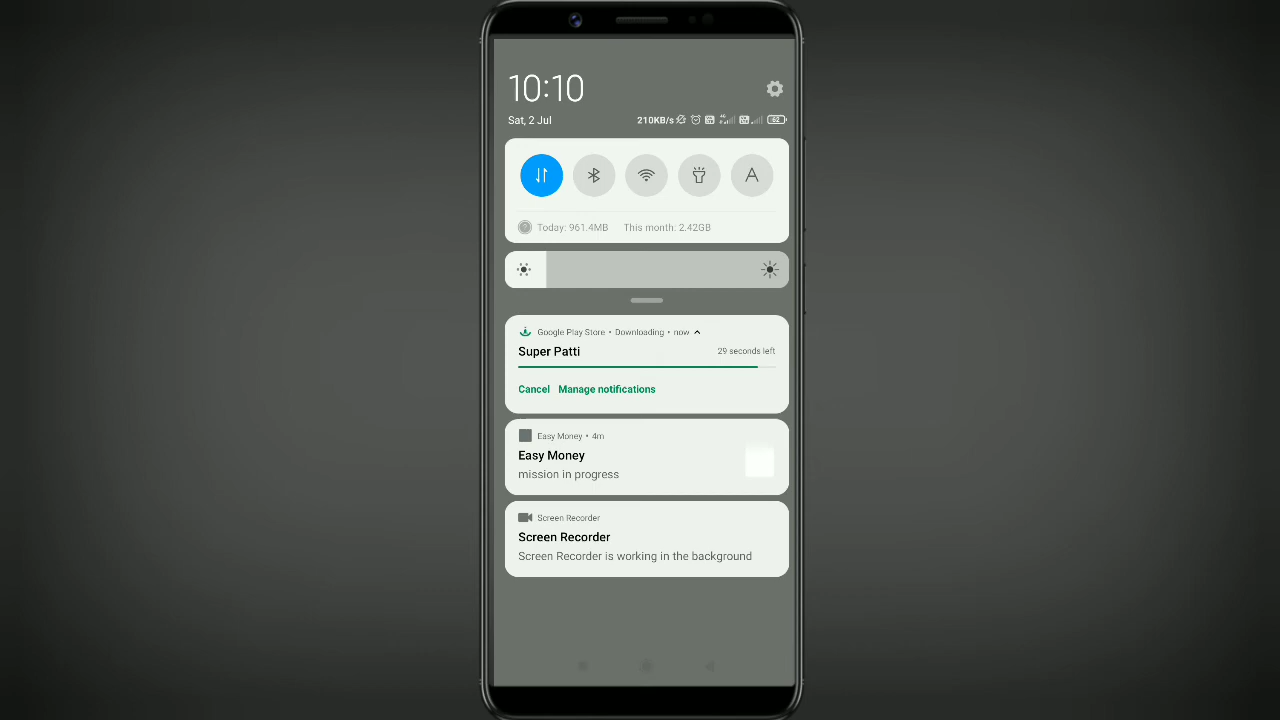 10:10
Sat, 2 Jul 210KB/s 62
A
Today: 961.4MB This month: 2.42GB
Google Play Store • Downloading • now
Super Patti 29 seconds left
Cancel Manage notifications
Easy Money • 4m
Easy Money
mission in progress
Screen Recorder
Screen Recorder
Screen Recorder is working in the background